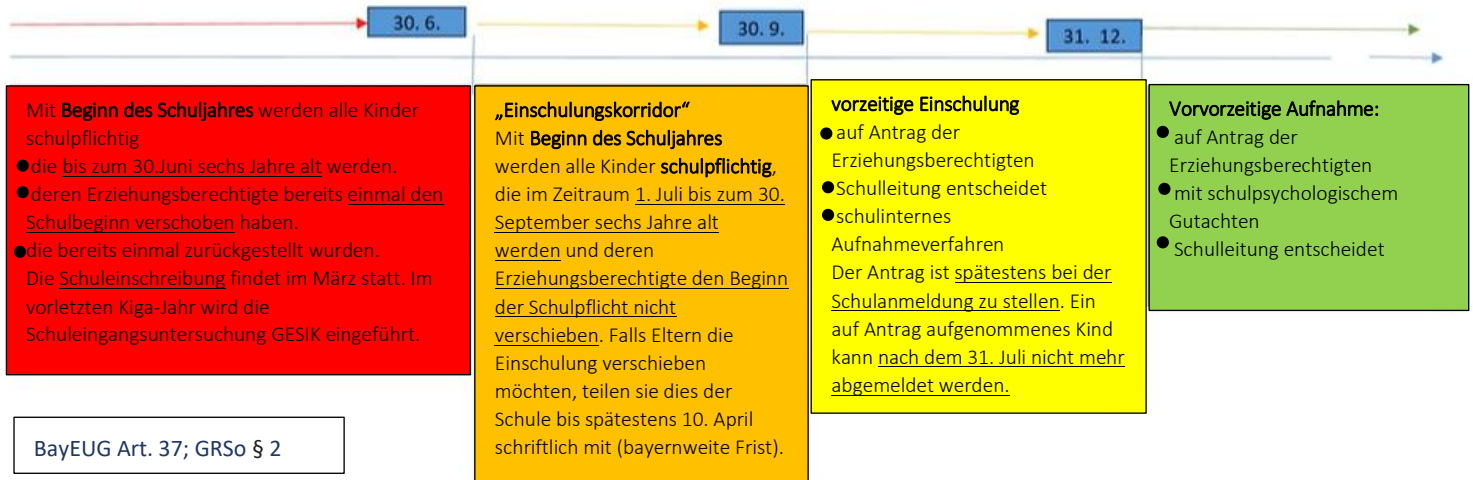 30. 6.
30. 9.
31. 12.
Mit Beginn des Schuljahres werden alle Kinder
schulpflichtig
●die bis zum 30.Juni sechs Jahre alt werden.
●deren Erziehungsberechtigte bereits einmal den
Schulbeginn verschoben haben.
●die bereits einmal zurückgestellt wurden.
Die Schuleinschreibung findet im März statt. Im
vorletzten Kiga-Jahr wird die
Schuleingangsuntersuchung GESIK eingeführt.
„Einschulungskorridor“
Mit Beginn des Schuljahres
werden alle Kinder schulpflichtig,
die im Zeitraum 1. Juli bis zum 30.
September sechs Jahre alt
werden und deren
Erziehungsberechtigte den Beginn
der Schulpflicht nicht
verschieben. Falls Eltern die
Einschulung verschieben
möchten, teilen sie dies der
Schule bis spätestens 10. April
schriftlich mit (bayernweite Frist).
vorzeitige Einschulung
●auf Antrag der
Erziehungsberechtigten
●Schulleitung entscheidet
●schulinternes
Aufnahmeverfahren
Der Antrag ist spätestens bei der
Schulanmeldung zu stellen. Ein
auf Antrag aufgenommenes Kind
kann nach dem 31. Juli nicht mehr
abgemeldet werden.
Vorvorzeitige Aufnahme:
● auf Antrag der
Erziehungsberechtigten
● mit schulpsychologischem
Gutachten
● Schulleitung entscheidet
BayEUG Art. 37; GRSo § 2